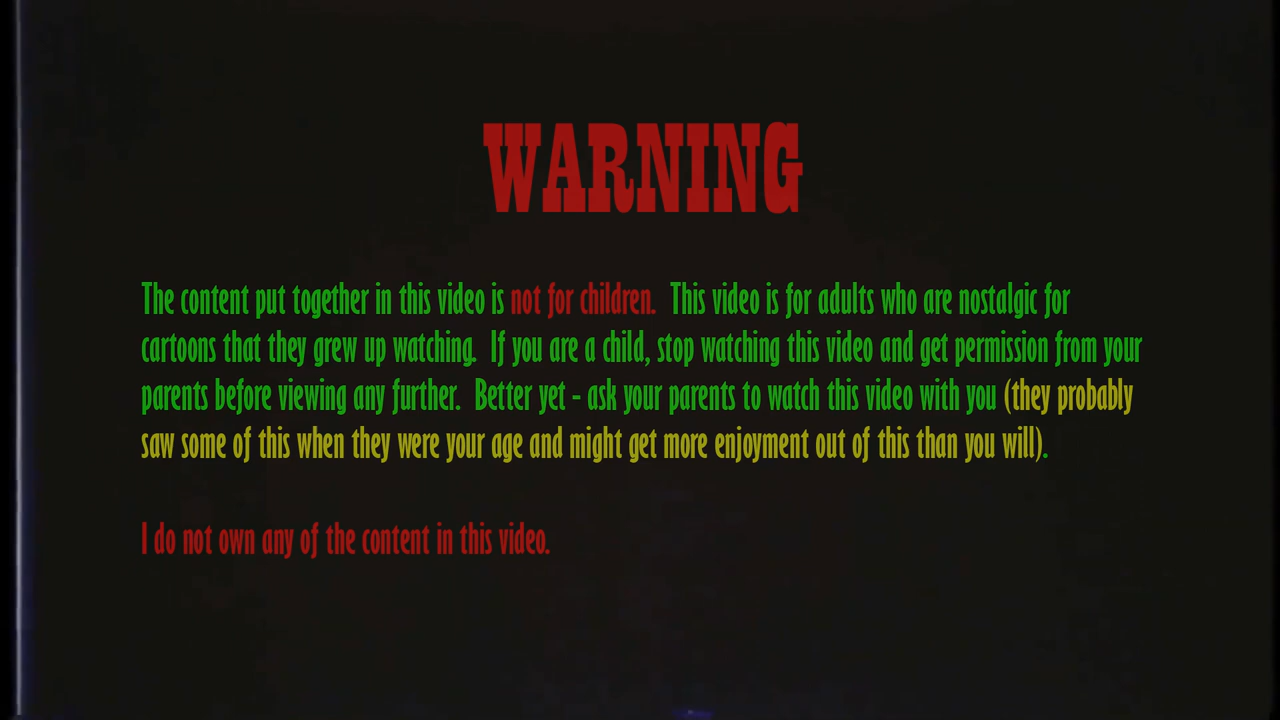 WARNING
The content put together in this video is not for children.  This video is for adults who are nostalgic for
cartoons that they grew up watching.  If you are a child, stop watching this video and get permission from your
parents before viewing any further.  Better yet - ask your parents to watch this video with you (they probably
saw some of this when they were your age and might get more enjoyment out of this than you will).
I do not own any of the content in this video.